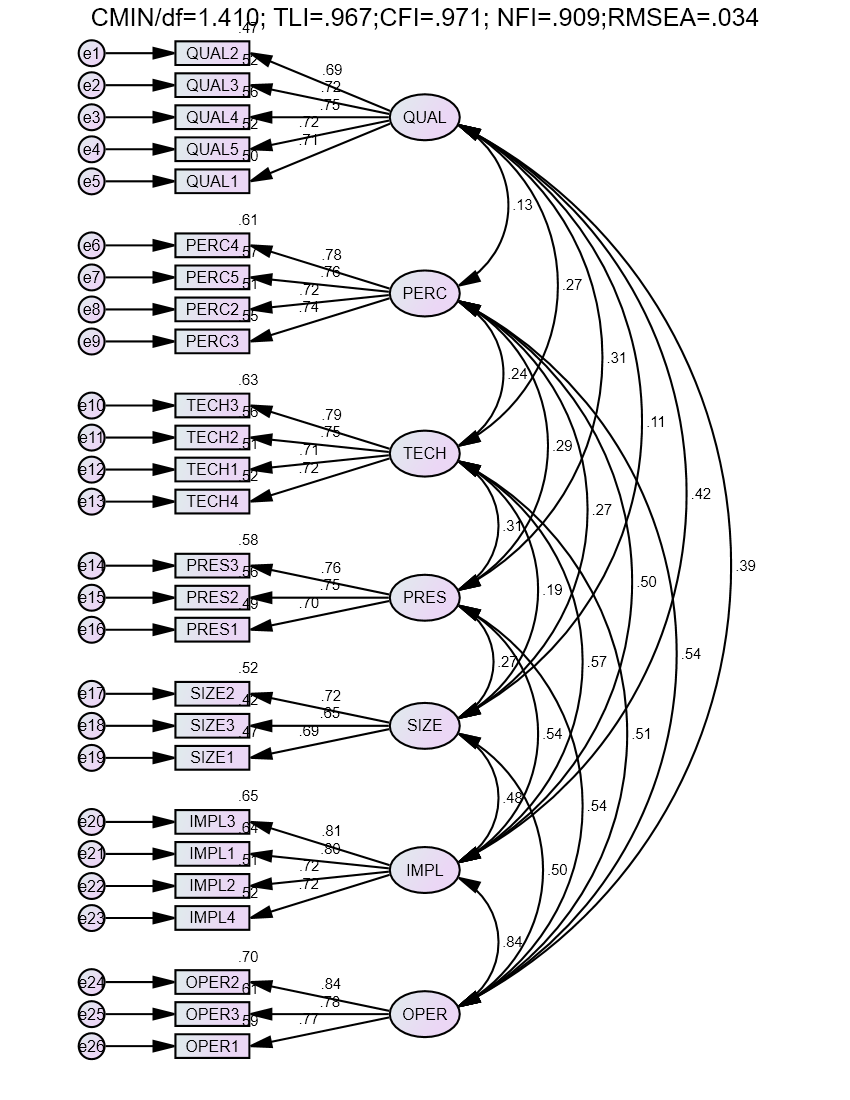 CMIN/df=1.410; TLI=.967;CFI=.971; NFI=.909;RMSEA=.034
.47
e1 QUAL2 .69
.52
e2 QUAL3 .72
.56
e3 QUAL4 .75 QUAL
.52
e4 QUAL5 .72
.50
e5 QUAL1 .71
.13
.61
e6 PERC4 .78
.57
e7 PERC5 .76
.27
.51
e8 PERC2 .72 PERC
.55
e9 PERC3 .74
.31
.24
.63
e10 TECH3 .79
.11
.56
e11 TECH2 .75
.29
.51
e12 TECH1 .71 TECH
.52
e13 TECH4 .72
.42
.27
.31
.58
e14 PRES3 .76
.39
.56
e15 PRES2 .75 PRES
.50
.19
.49
e16 PRES1 .70
.54
.27
.57
.52
e17 SIZE2 .72
.42
e18 SIZE3 .65 SIZE
.47
e19 SIZE1 .69
.54
.51
.48
.54
.65
e20 IMPL3 .81
.64
e21 IMPL1 .80
.51
e22 IMPL2 .72 IMPL
.50
.52
e23 IMPL4 .72
.84
.70
e24 OPER2 .84
.61
e25 OPER3 .78 OPER
.59
e26 OPER1 .77